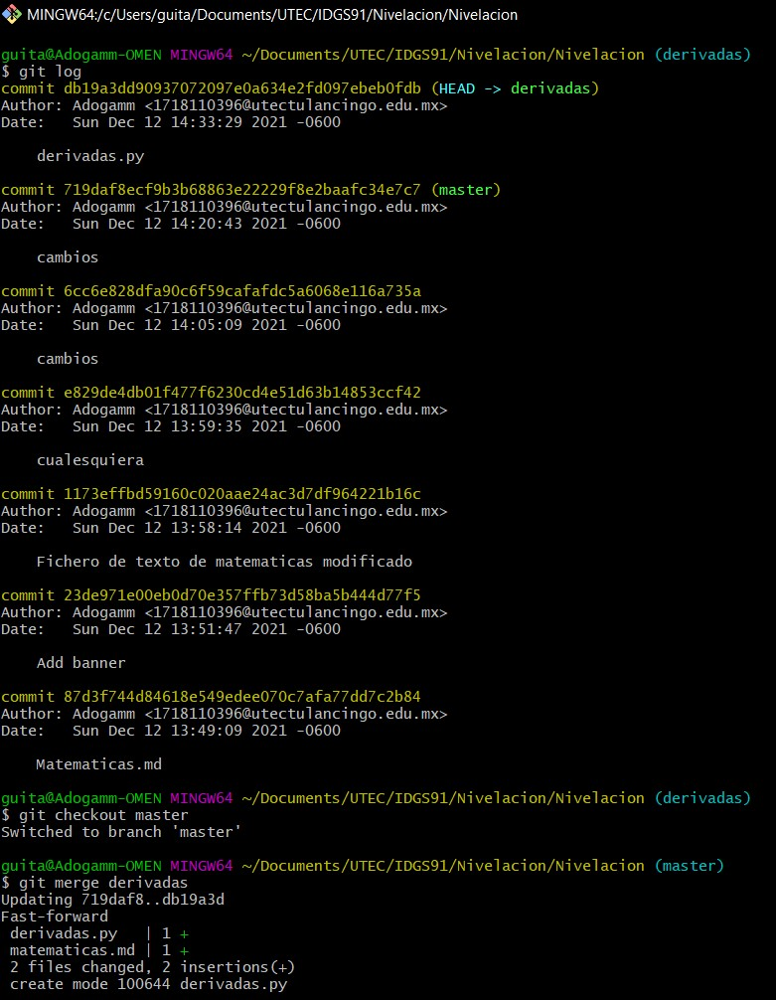 MINGW64:/c/Users/guita/Documents/UTEC/IDGS91/Nivelacion/Nivelacion
guita@Adogamm-OMEN MINGW64 ~/Documents/UTEC/IDGS91/Nivelacion/Nivelacion (derivadas)
$ git log
commit db19a3dd90937072097e0a634e2fd097ebeb0fdb (HEAD -> derivadas)
Author: Adogamm <1718110396@utectulancingo.edu.mx>
Date:   Sun Dec 12 14:33:29 2021 -0600
    derivadas.py
commit 719daf8ecf9b3b68863e22229f8e2baafc34e7c7 (master)
Author: Adogamm <1718110396@utectulancingo.edu.mx>
Date:   Sun Dec 12 14:20:43 2021 -0600
    cambios
commit 6cc6e828dfa90c6f59cafafdc5a6068e116a735a
Author: Adogamm <1718110396@utectulancingo.edu.mx>
Date:   Sun Dec 12 14:05:09 2021 -0600
    cambios
commit e829de4db01f477f6230cd4e51d63b14853ccf42
Author: Adogamm <1718110396@utectulancingo.edu.mx>
Date:   Sun Dec 12 13:59:35 2021 -0600
    cualesquiera
commit 1173effbd59160c020aae24ac3d7df964221b16c
Author: Adogamm <1718110396@utectulancingo.edu.mx>
Date:   Sun Dec 12 13:58:14 2021 -0600
    Fichero de texto de matematicas modificado
commit 23de971e00eb0d70e357ffb73d58ba5b444d77f5
Author: Adogamm <1718110396@utectulancingo.edu.mx>
Date:   Sun Dec 12 13:51:47 2021 -0600
    Add banner
commit 87d3f744d84618e549edee070c7afa77dd7c2b84
Author: Adogamm <1718110396@utectulancingo.edu.mx>
Date:   Sun Dec 12 13:49:09 2021 -0600
    Matematicas.md
guita@Adogamm-OMEN MINGW64 ~/Documents/UTEC/IDGS91/Nivelacion/Nivelacion (derivadas)
$ git checkout master
Switched to branch 'master'
guita@Adogamm-OMEN MINGW64 ~/Documents/UTEC/IDGS91/Nivelacion/Nivelacion (master)
$ git merge derivadas
Updating 719daf8..db19a3d
Fast-forward
 derivadas.py   | 1 +
 matematicas.md | 1 +
 2 files changed, 2 insertions(+)
 create mode 100644 derivadas.py